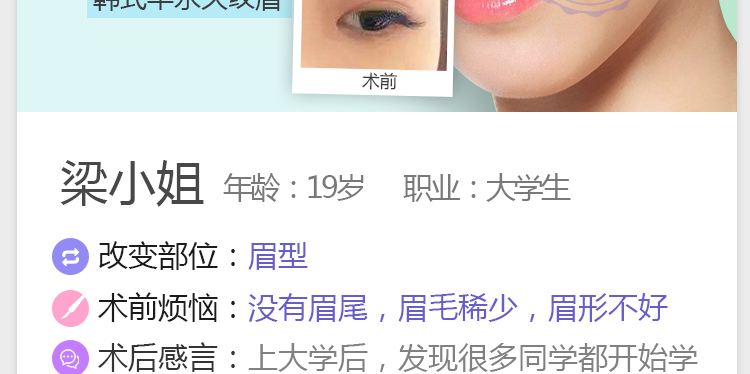 韩式半永久纹眉
术前
梁小姐 年龄：19岁 职业：大学生
改变部位：眉型
术前烦恼：没有眉尾，眉毛稀少，眉形不好
术后感言：上大学后，发现很多同学都开始学